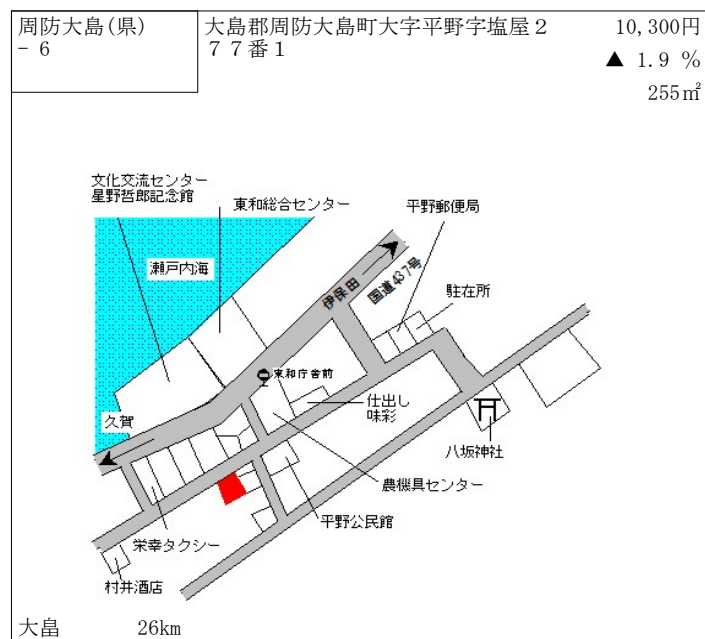 周防大島(県)
－6
大島郡周防大島町大字平野字塩屋２
７７番１
10,300円
▲ 1.9 %
255㎡
文化交流センター
星野哲郎記念館
東和総合センター
平野郵便局
瀬戸内海
伊保田
国道437号
駐在所
東和庁舎前
仕出し
味彩
久賀
八坂神社
農機具センター
平野公民館
栄幸タクシー
村井酒店
大畠 26km